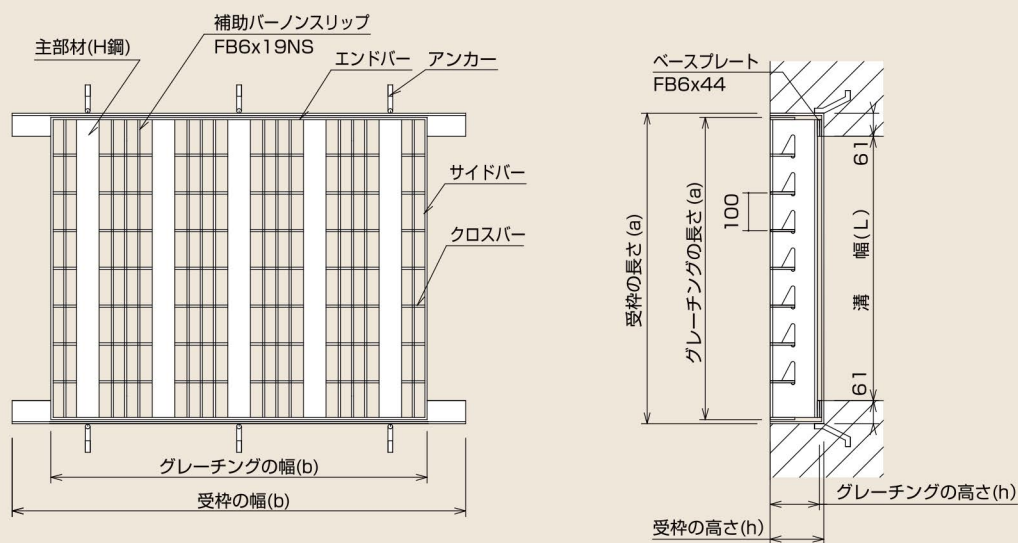 補助バーノンスリップ
FB6x19NS
主部材(H鋼)
エンドバー
アンカー
サイドバー
クロスバー
グレーチングの幅(b)
受枠の幅(b)
ベースプレート
FB6x44
受枠の長さ(a)
グレーチングの長さ(a)
100
61
溝 幅(L)
61
グレーチングの高さ(h)
受枠の高さ(h)